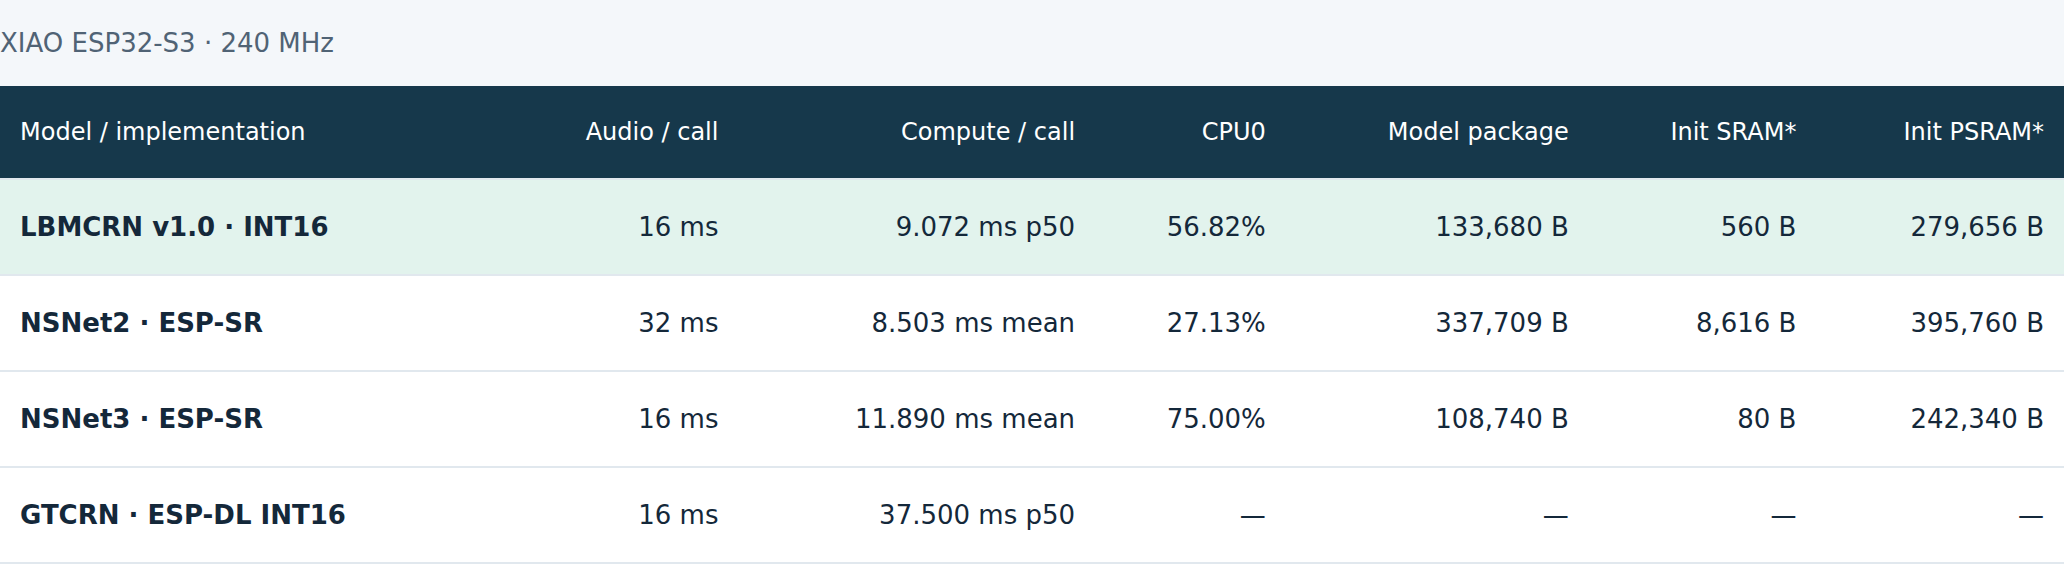 XIAO ESP32-S3 · 240 MHz
Model / implementation Audio / call Compute / call CPU0 Model package Init SRAM* Init PSRAM*
LBMCRN v1.0 · INT16 16 ms 9.072 ms p50 56.82% 133,680 B 560 B 279,656 B
NSNet2 · ESP-SR 32 ms 8.503 ms mean 27.13% 337,709 B 8,616 B 395,760 B
NSNet3 · ESP-SR 16 ms 11.890 ms mean 75.00% 108,740 B 80 B 242,340 B
GTCRN · ESP-DL INT16 16 ms 37.500 ms p50 — — — —